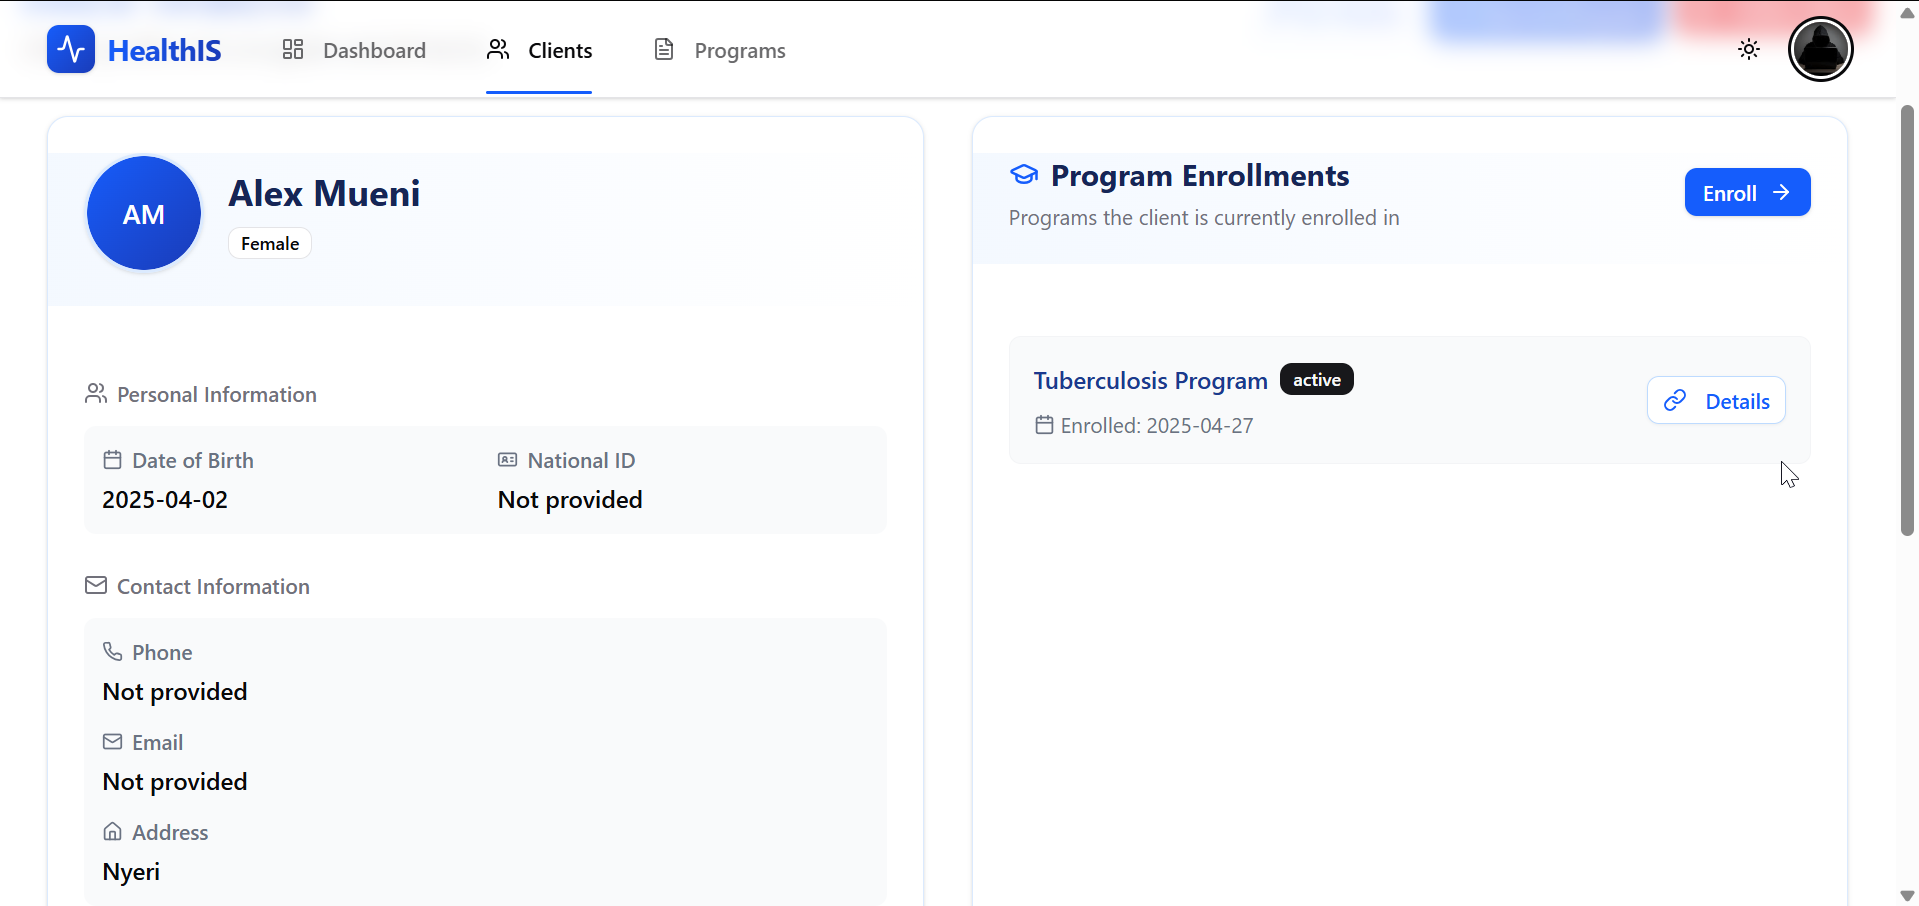 HealthIS
Dashboard
Clients
Programs
AM
Alex Mueni
Female
Personal Information
Date of Birth
2025-04-02
National ID
Not provided
Contact Information
Phone
Not provided
Email
Not provided
Address
Nyeri
Program Enrollments
Programs the client is currently enrolled in
Enroll
Tuberculosis Program
active
Enrolled: 2025-04-27
Details